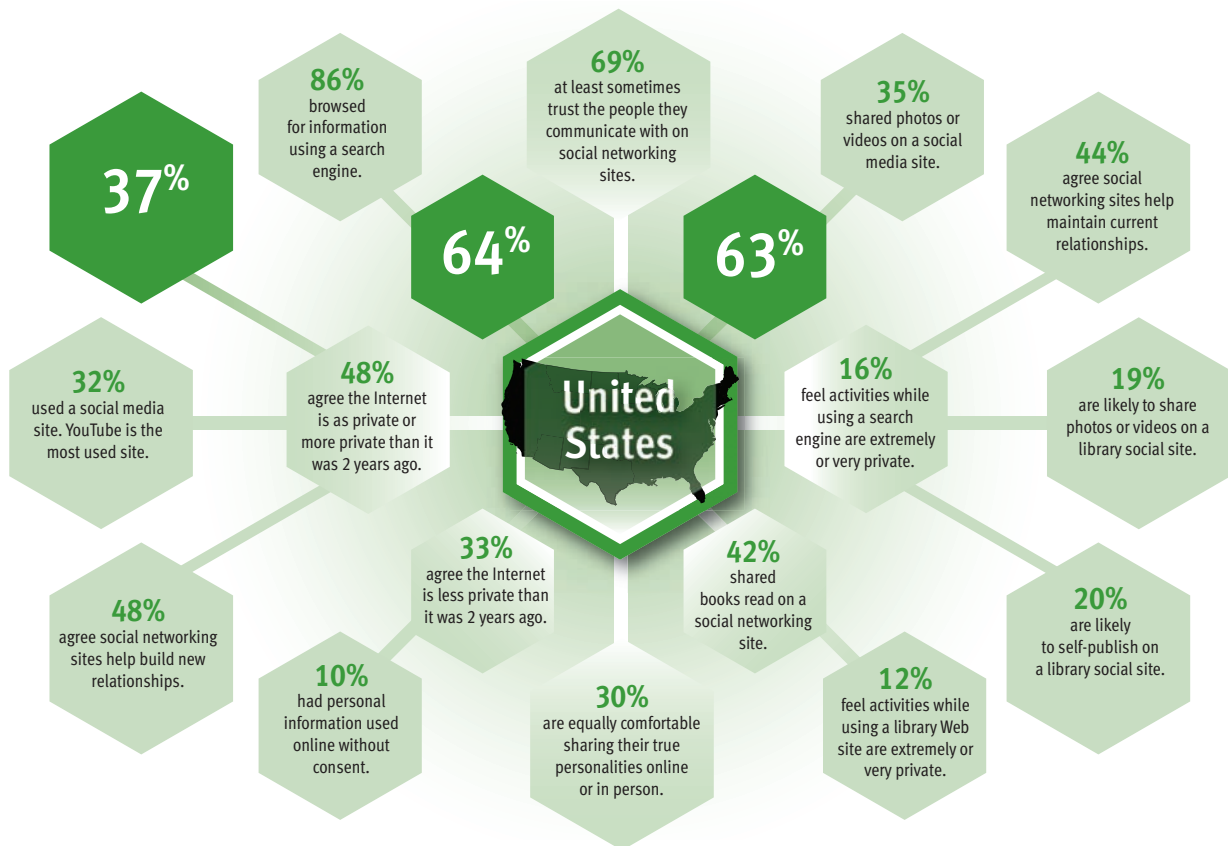 86%
browsed
for information
using a search
engine.
69%
at least sometimes
trust the people they
communicate with on
social networking
sites.
35%
shared photos or
videos on a social
media site.
37%
64%
63%
44%
agree social
networking sites help
maintain current
relationships.
32%
used a social media
site. YouTube is the
most used site.
48%
agree the Internet
is as private or
more private than it
was 2 years ago.
United
States
16%
feel activities while
using a search
engine are extremely
or very private.
19%
are likely to share
photos or videos on a
library social site.
48%
agree social networking
sites help build new
relationships.
33%
agree the Internet
is less private than
it was 2 years ago.
42%
shared
books read on a
social networking
site.
20%
are likely
to self-publish on
a library social site.
10%
had personal
information used
online without
consent.
30%
are equally comfortable
sharing their true
personalities online
or in person.
12%
feel activities while
using a library Web
site are extremely or
very private.